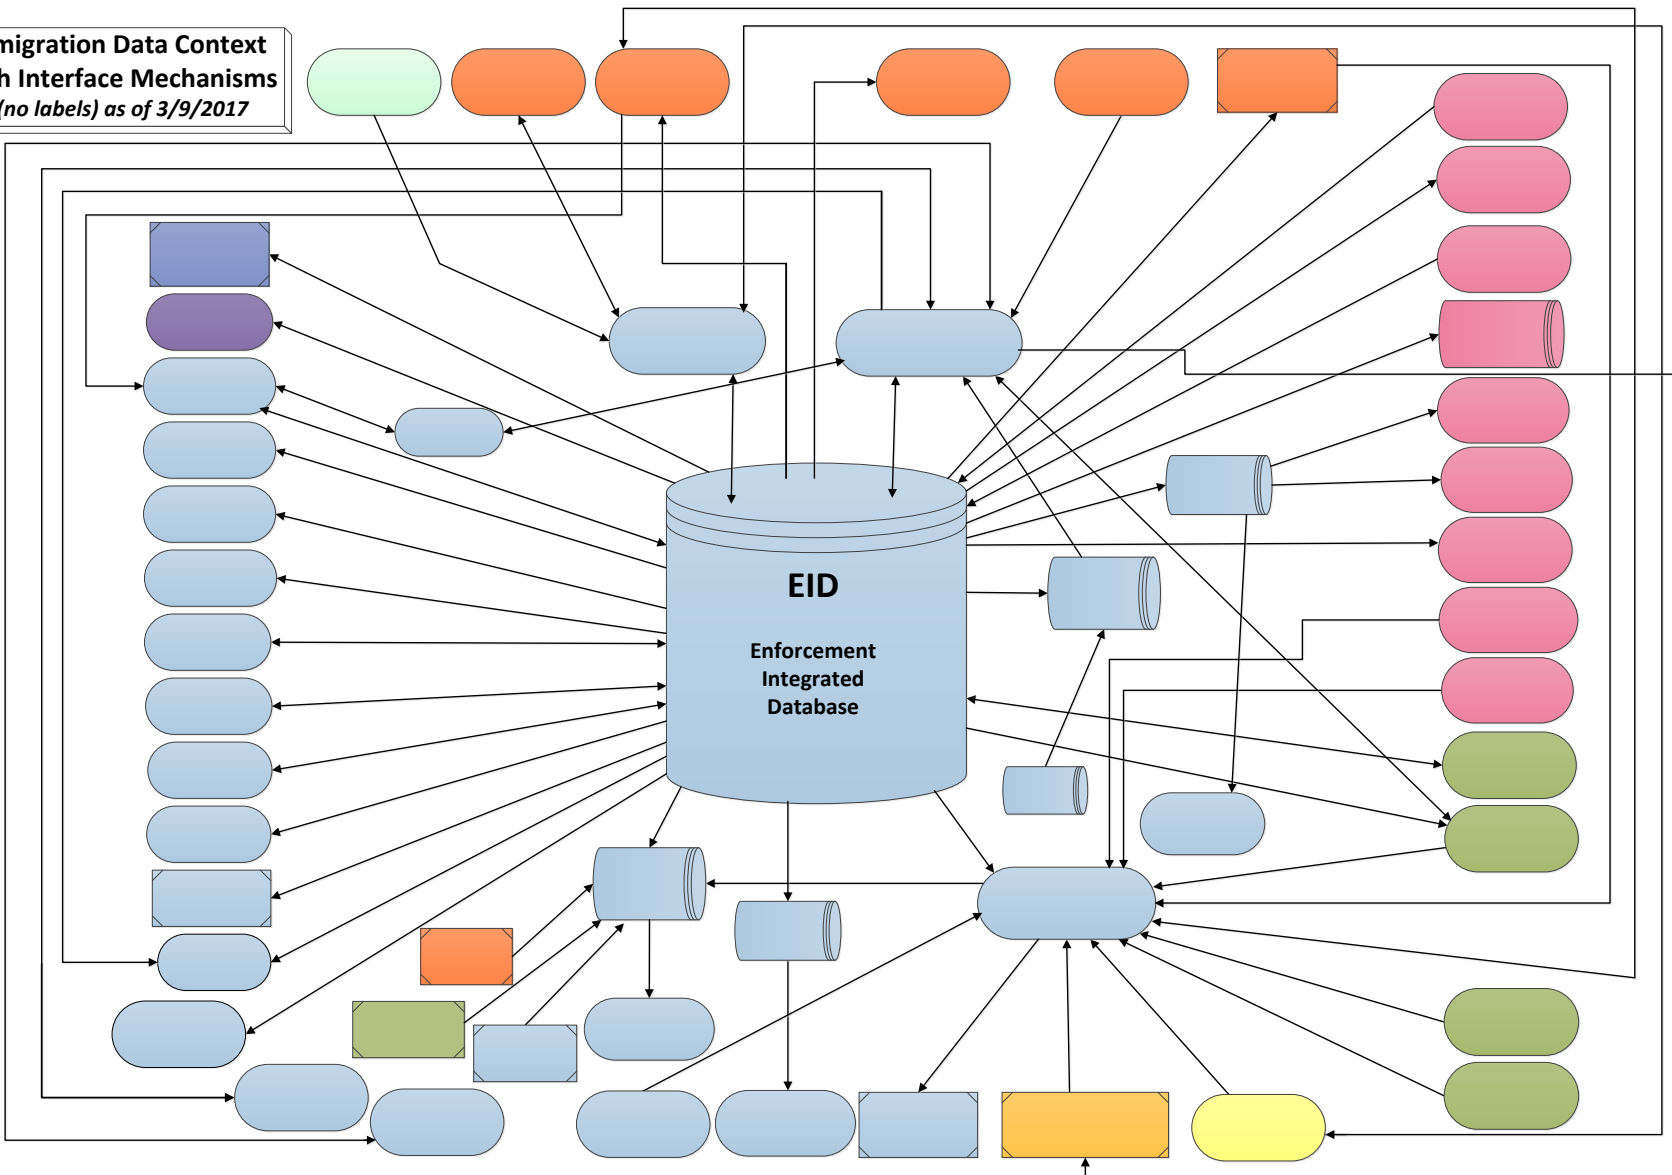 migration Data Context
h Interface Mechanisms
(no labels) as of 3/9/2017
EID
Enforcement
Integrated
Database